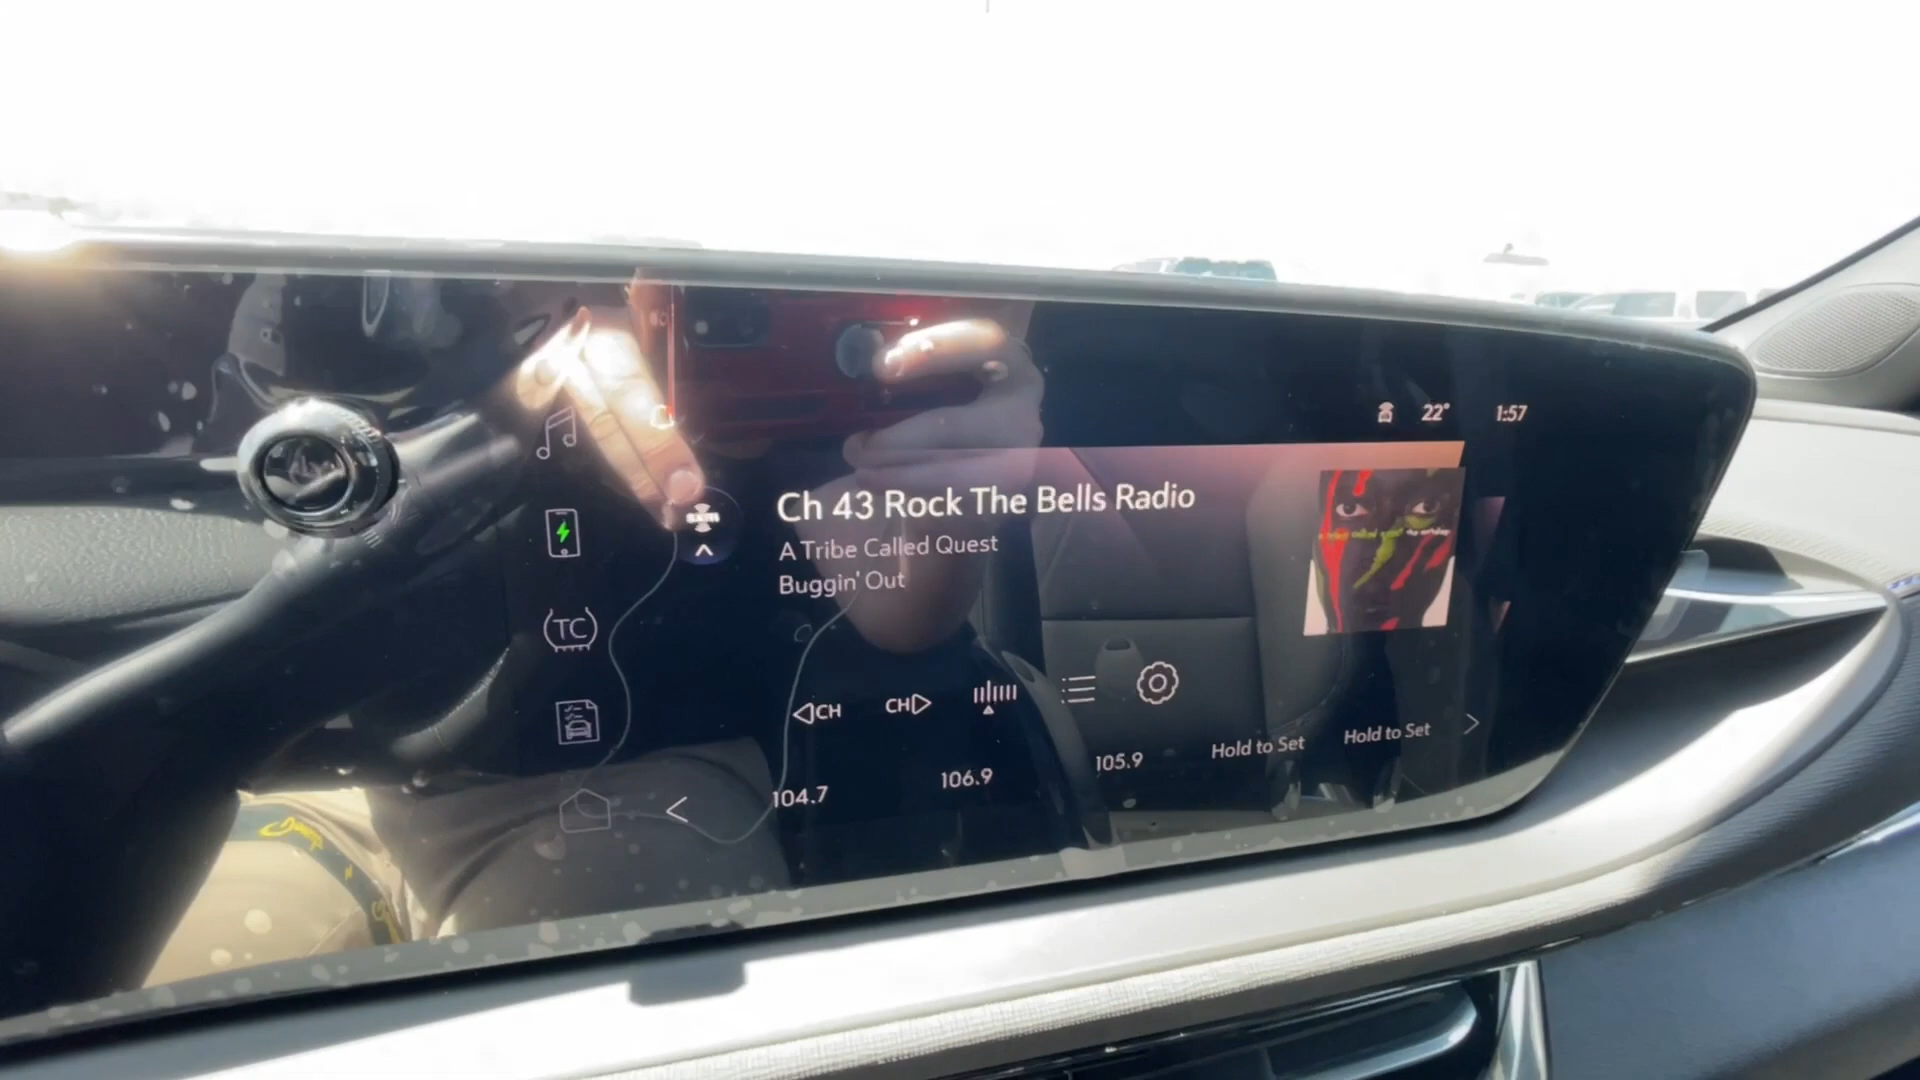 22° 1:57
Ch 43 Rock The Bells Radio
A Tribe Called Quest
Buggin' Out
TC
CH CH
104.7 106.9 105.9 Hold to Set Hold to Set